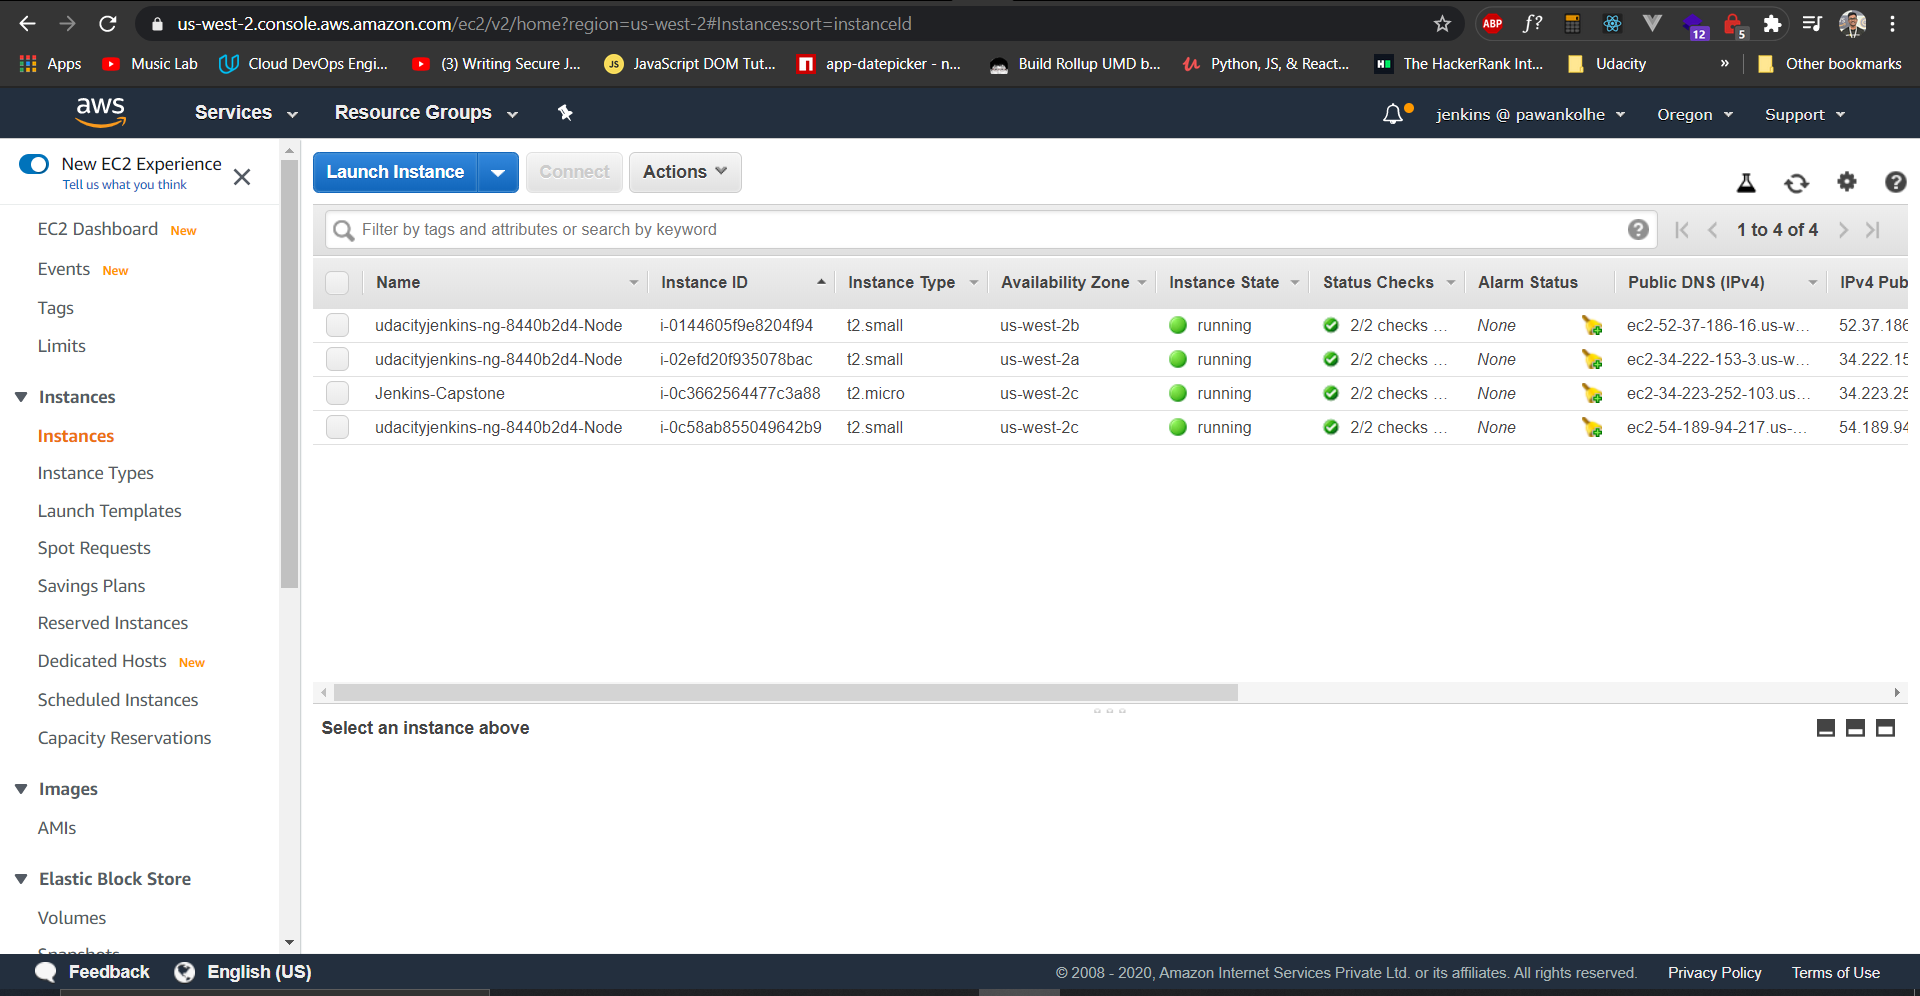 us-west-2.console.aws.amazon.com/ec2/v2/home?region=us-west-2#Instances:sort=instanceId
ABP
f?
12
5
Apps
Music Lab
Cloud DevOps Engi...
(3) Writing Secure J...
JS
JavaScript DOM Tut...
app-datepicker - n...
Build Rollup UMD b...
Python, JS, & React...
The HackerRank Int...
Udacity
»
Other bookmarks
aws
Services
Resource Groups
jenkins @ pawankolhe
Oregon
Support
New EC2 Experience
Tell us what you think
EC2 Dashboard New
Events New
Tags
Limits
Instances
Instances
Instance Types
Launch Templates
Spot Requests
Savings Plans
Reserved Instances
Dedicated Hosts New
Scheduled Instances
Capacity Reservations
Images
AMIs
Elastic Block Store
Volumes
Snapshots
Launch Instance
Connect
Actions
Filter by tags and attributes or search by keyword
1 to 4 of 4
Name Instance ID Instance Type Availability Zone Instance State Status Checks Alarm Status Public DNS (IPv4) IPv4 Pub
udacityjenkins-ng-8440b2d4-Node i-0144605f9e8204f94 t2.small us-west-2b running 2/2 checks ... None ec2-52-37-186-16.us-w... 52.37.186
udacityjenkins-ng-8440b2d4-Node i-02efd20f935078bac t2.small us-west-2a running 2/2 checks ... None ec2-34-222-153-3.us-w... 34.222.15
Jenkins-Capstone i-0c3662564477c3a88 t2.micro us-west-2c running 2/2 checks ... None ec2-34-223-252-103.us... 34.223.25
udacityjenkins-ng-8440b2d4-Node i-0c58ab855049642b9 t2.small us-west-2c running 2/2 checks ... None ec2-54-189-94-217.us-... 54.189.94
Select an instance above
Feedback
English (US)
© 2008 - 2020, Amazon Internet Services Private Ltd. or its affiliates. All rights reserved.
Privacy Policy
Terms of Use